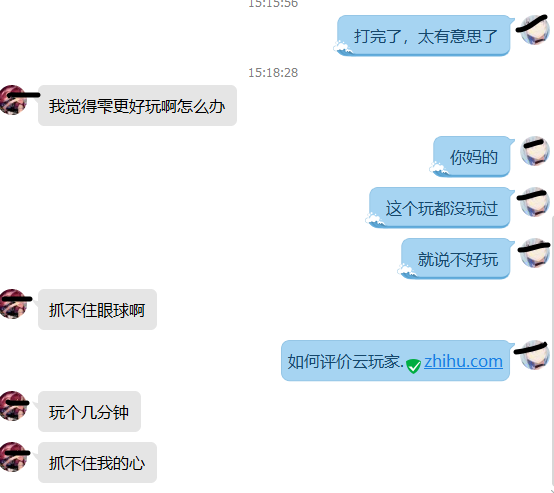 15:15:56
打完了，太有意思了
15:18:28
我觉得雫更好玩啊怎么办
你妈的
这个玩都没玩过
就说不好玩
抓不住眼球啊
如何评价云玩家.zhihu.com
玩个几分钟
抓不住我的心